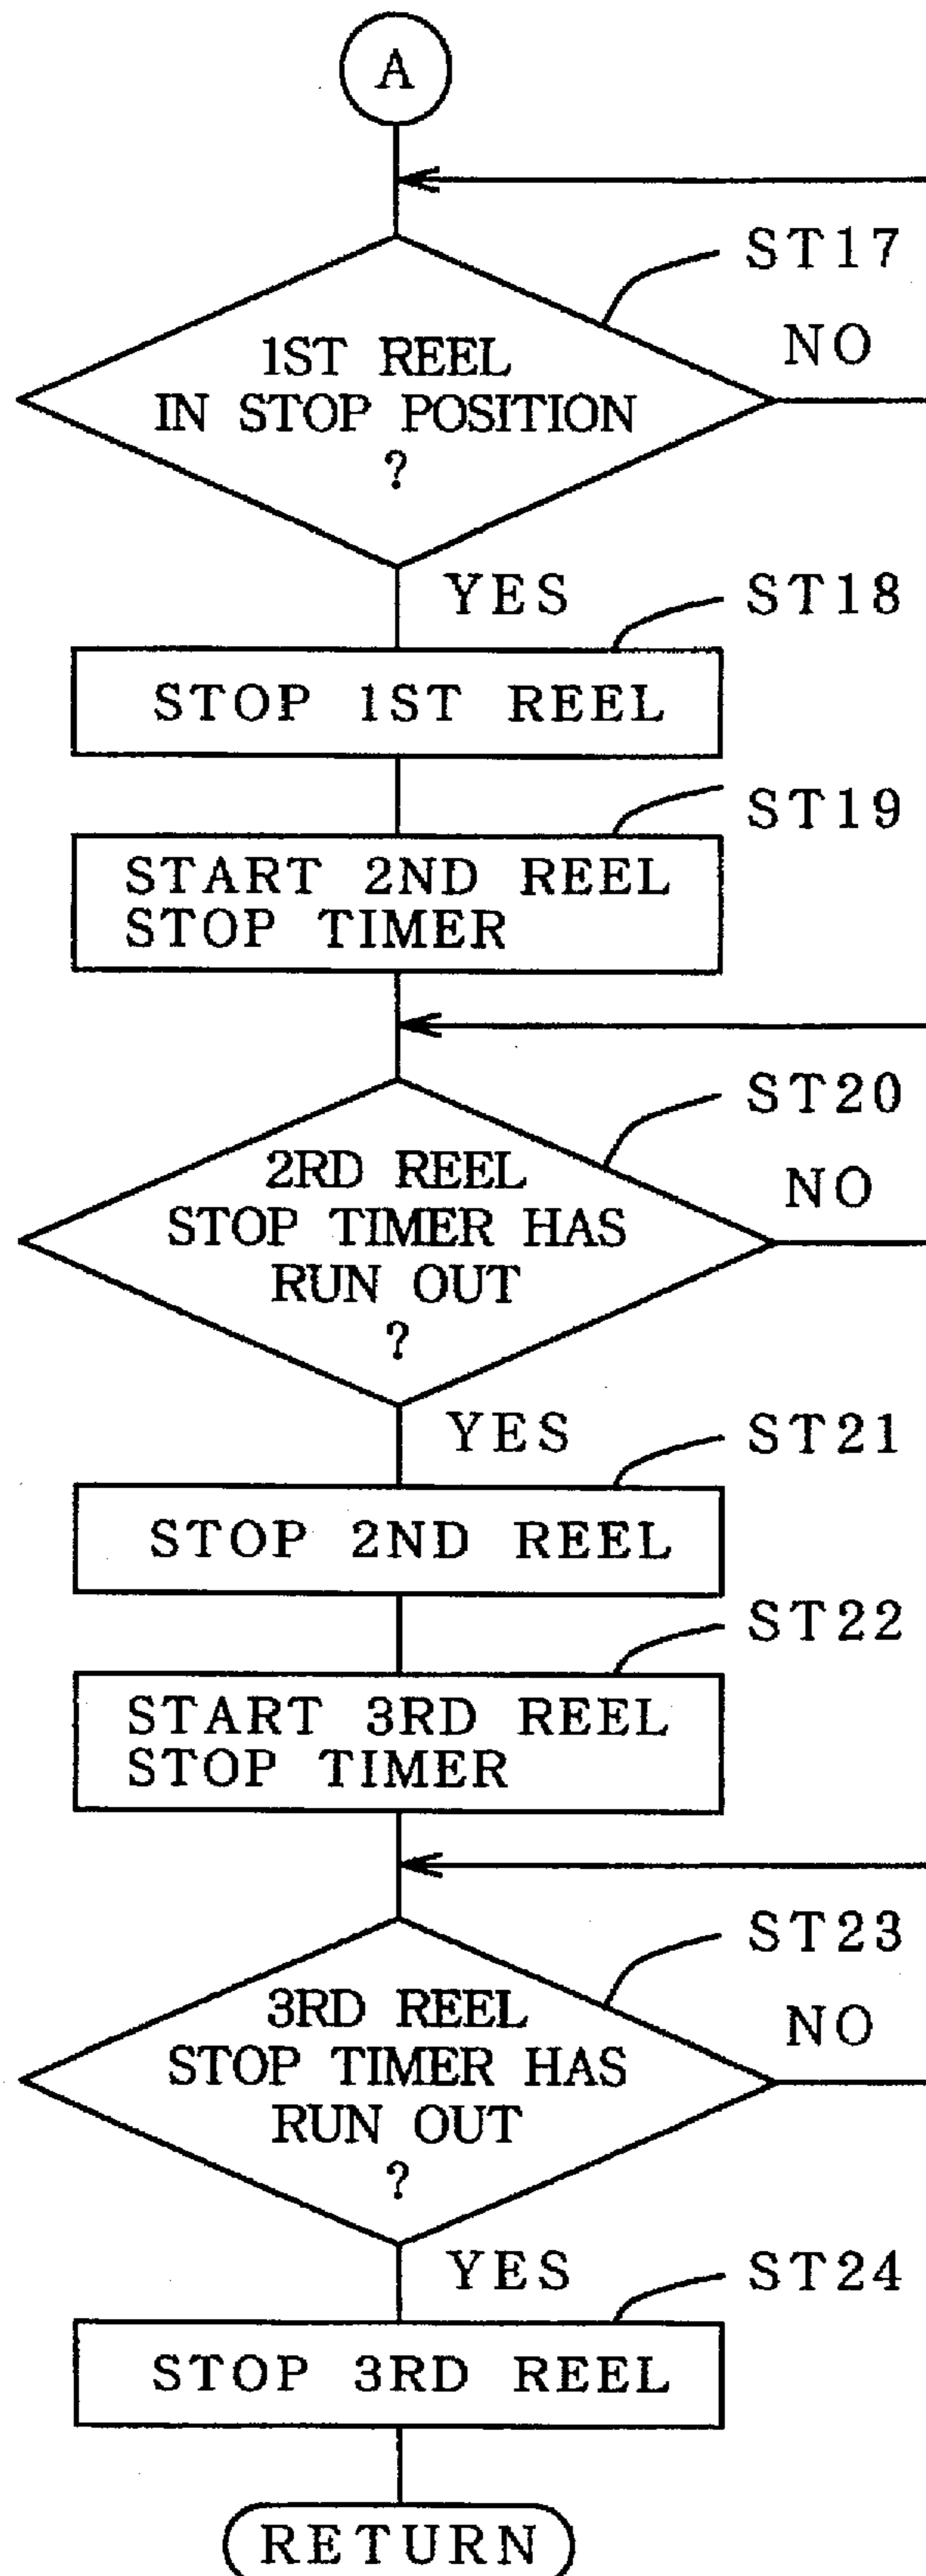 A
ST17
NO
1ST REEL
IN STOP POSITION
?
YES
ST18
STOP 1ST REEL
ST19
START 2ND REEL
STOP TIMER
ST20
NO
2RD REEL
STOP TIMER HAS
RUN OUT
?
YES
ST21
STOP 2ND REEL
ST22
START 3RD REEL
STOP TIMER
ST23
NO
3RD REEL
STOP TIMER HAS
RUN OUT
?
YES
ST24
STOP 3RD REEL
RETURN